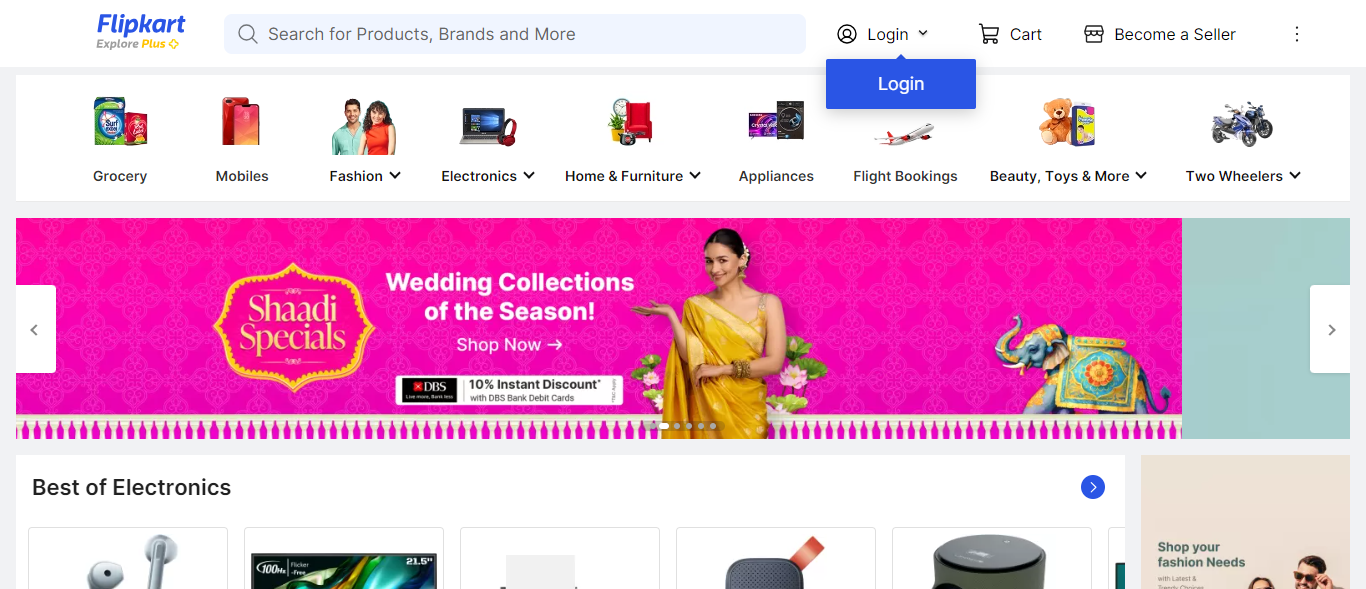 Flipkart
Explore Plus
Search for Products, Brands and More
Login
Cart
Become a Seller
Login
Surf excel
Grocery
Mobiles
Fashion
Electronics
Home & Furniture
Appliances
Flight Bookings
Beauty, Toys & More
Two Wheelers
Shaadi
Specials
Wedding Collections
of the Season!
Shop Now →
DBS
Live more, Bank less
10% Instant Discount*
with DBS Bank Debit Cards
Best of Electronics
100Hz
Flicker
-Free
21.5"
Shop your
fashion Needs
with Latest &
Trendy Choices